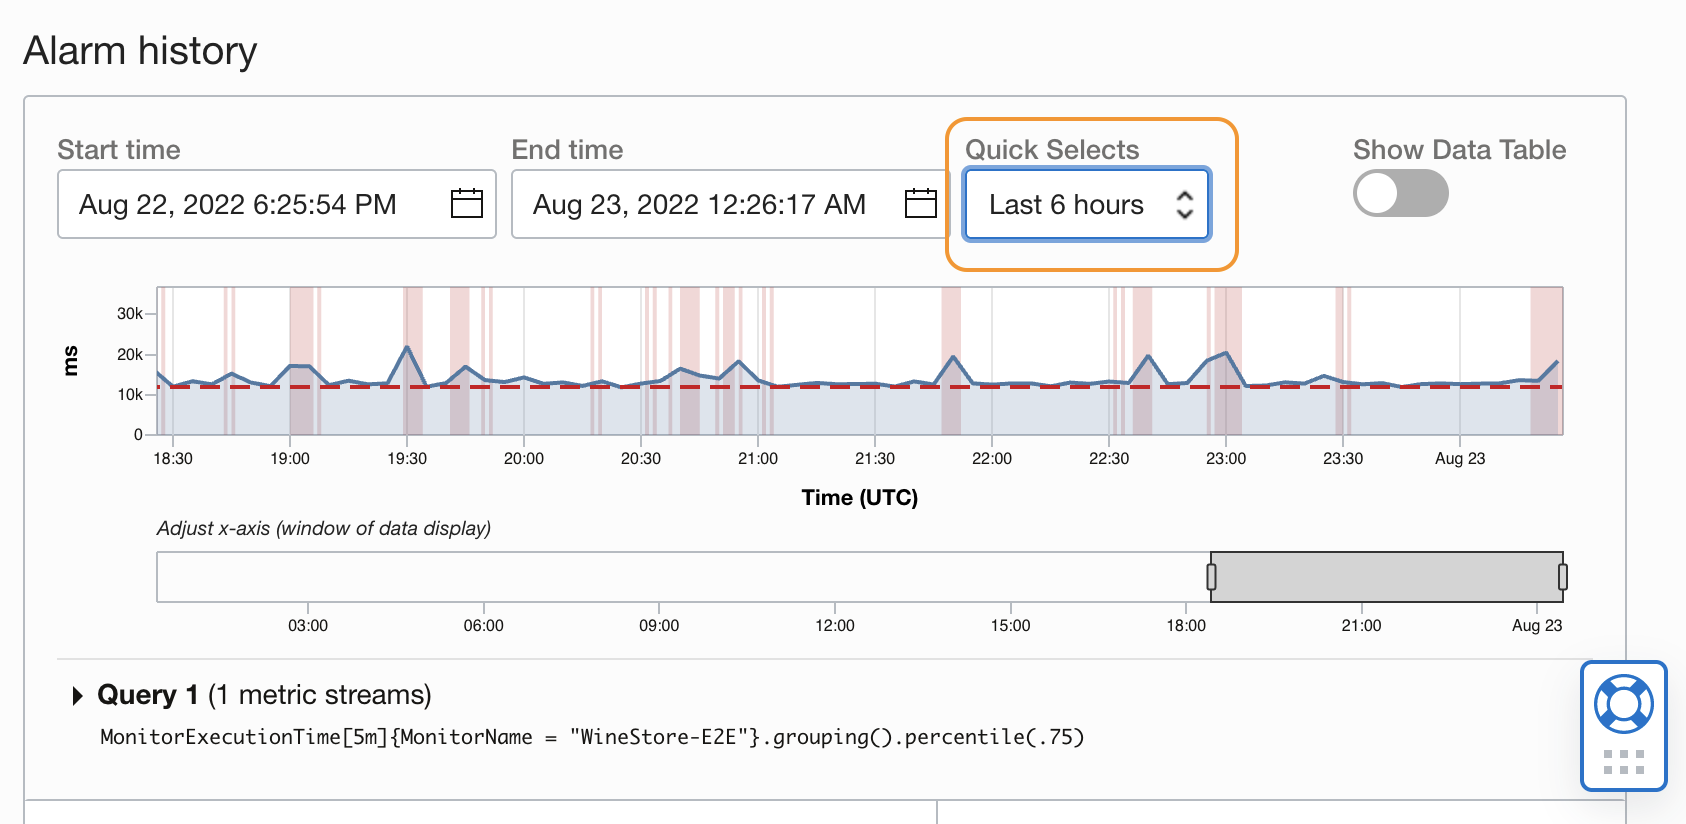 Alarm history
Start time End time Quick Selects Show Data Table
Aug 22, 2022 6:25:54 PM Aug 23, 2022 12:26:17 AM Last 6 hours
30k
20k
10k
0
ms
18:30 19:00 19:30 20:00 20:30 21:00 21:30 22:00 22:30 23:00 23:30 Aug 23
Time (UTC)
Adjust x-axis (window of data display)
03:00 06:00 09:00 12:00 15:00 18:00 21:00 Aug 23
Query 1 (1 metric streams)
MonitorExecutionTime[5m]{MonitorName = "WineStore-E2E"}.grouping().percentile(.75)